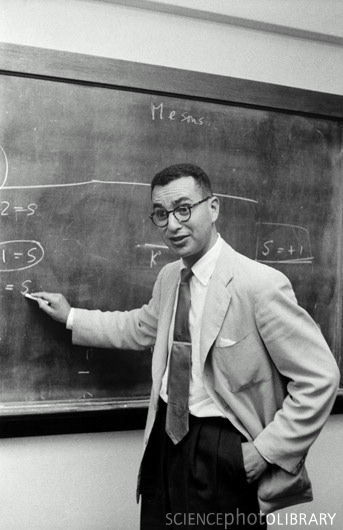 Mesons
2=S
1=S
K
S=+1
= S
SCIENCEPHOTOLIBRARY